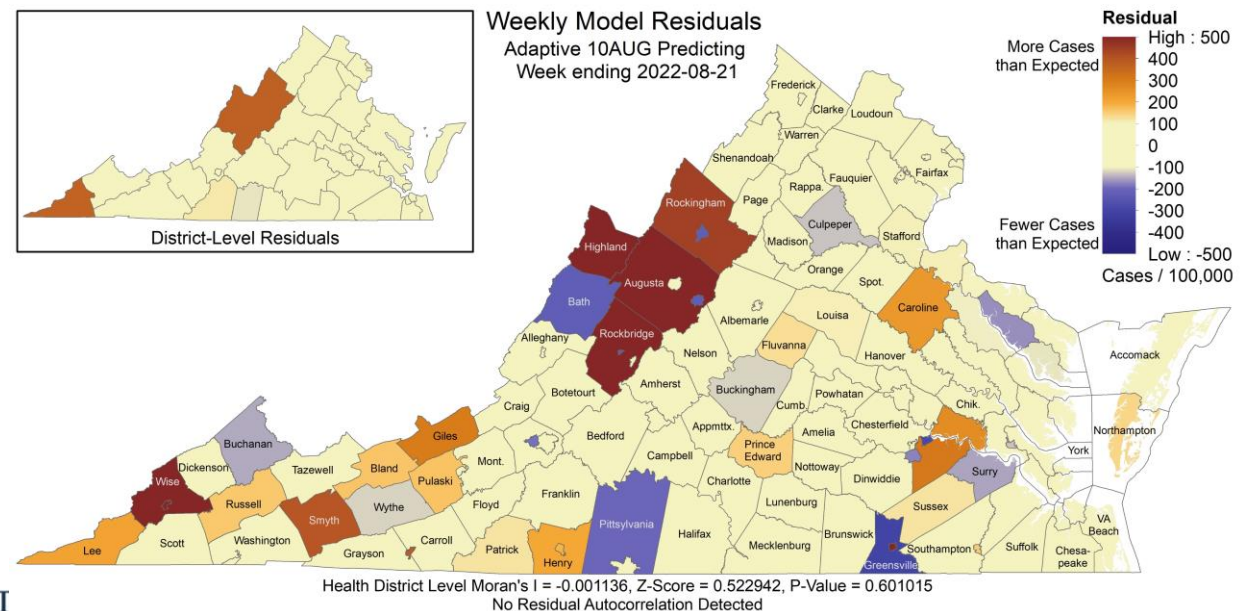 Weekly Model Residuals
Adaptive 10AUG Predicting
Week ending 2022-08-21
District-Level Residuals
Residual
More Cases
than Expected
Fewer Cases
than Expected
High : 500
400
300
200
100
-100
-200
-300
-400
Low : -500
Cases / 100,000
Frederick
Clarke
Loudoun
Warren
Shenandoah
Fairfax
Fauquier
Rappa.
Page
Rockingham
Culpeper
Stafford
Madison
Highland
Orange
Augusta
Spot.
Bath
Caroline
Albemarle
Louisa
Rockbridge
Alleghany
Fluvanna
Nelson
Hanover
Accomack
Botetourt
Amherst
Buckingham
Cumb.
Powhatan
Craig
Chik.
Northampton
Giles
Bedford
Appmttx.
Amelia
Chesterfield
Buchanan
Prince
Edward
York
Dickenson
Tazewell
Bland
Mont.
Campbell
Nottoway
Surry
Wise
Pulaski
Charlotte
Dinwiddie
Russell
Wythe
Franklin
Sussex
Smyth
Floyd
Pittsylvania
Lunenburg
Lee
Scott
Washington
Grayson
Carroll
Patrick
Henry
Halifax
Mecklenburg
Brunswick
Greensville
Southampton
Suffolk
Chesa-
peake
VA
Beach
Health District Level Moran's I = -0.001136, Z-Score = 0.522942, P-Value = 0.601015
No Residual Autocorrelation Detected